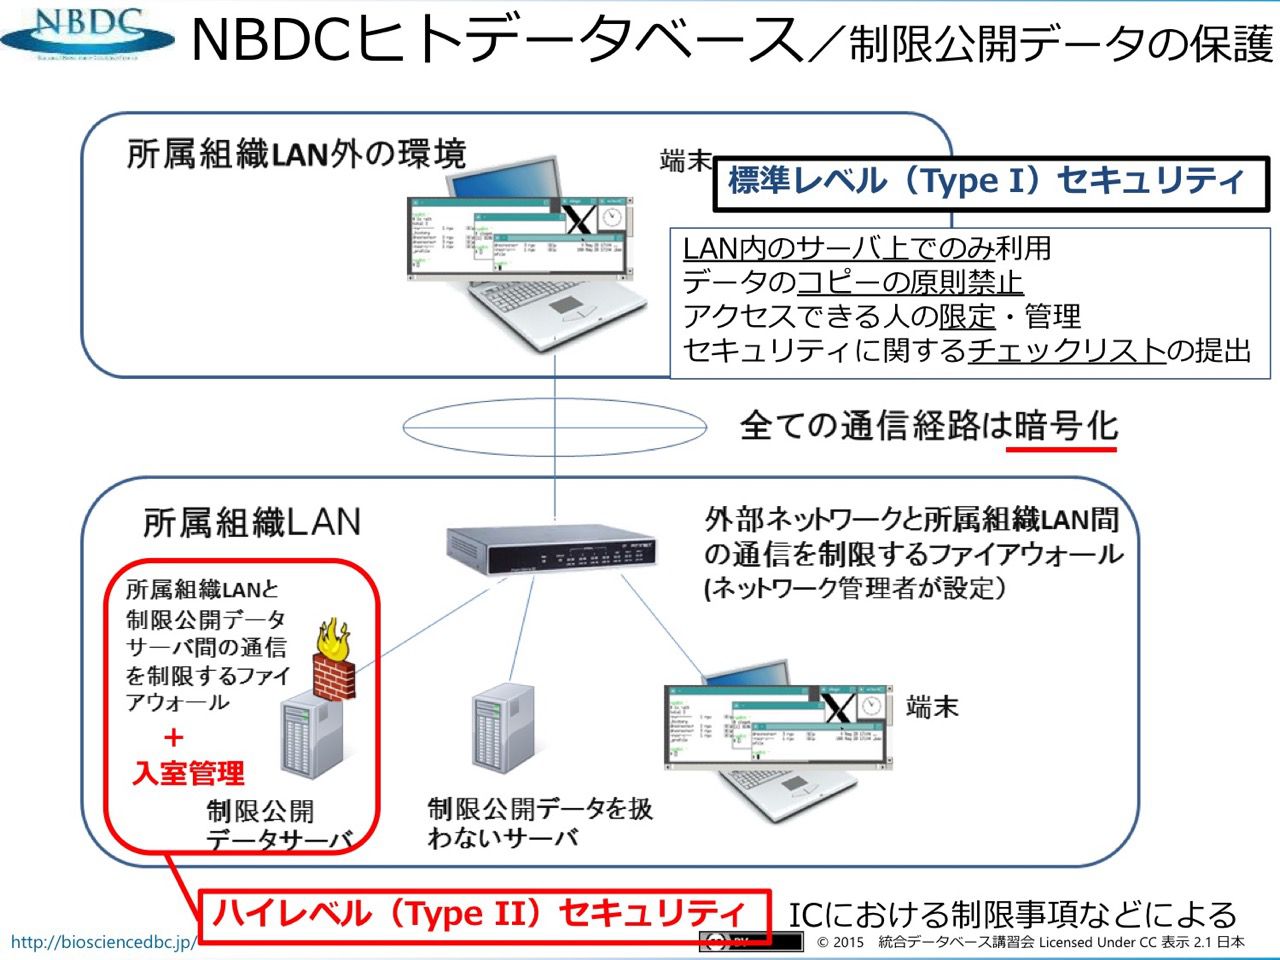 NBDC
NBDCヒトデータベース／制限公開データの保護
所属組織LAN外の環境
端末
標準レベル（Type I）セキュリティ
LAN内のサーバ上でのみ利用
データのコピーの原則禁止
アクセスできる人の限定・管理
セキュリティに関するチェックリストの提出
全ての通信経路は暗号化
所属組織LAN
外部ネットワークと所属組織LAN間
の通信を制限するファイアウォール
(ネットワーク管理者が設定)
所属組織LANと
制限公開データ
サーバ間の通信
を制限するファイ
アウォール
+
入室管理
制限公開
データサーバ
制限公開データを扱
わないサーバ
端末
ハイレベル（Type II）セキュリティ
ICにおける制限事項などによる
http://biosciencedbc.jp/
© 2015 統合データベース講習会 Licensed Under CC 表示 2.1 日本